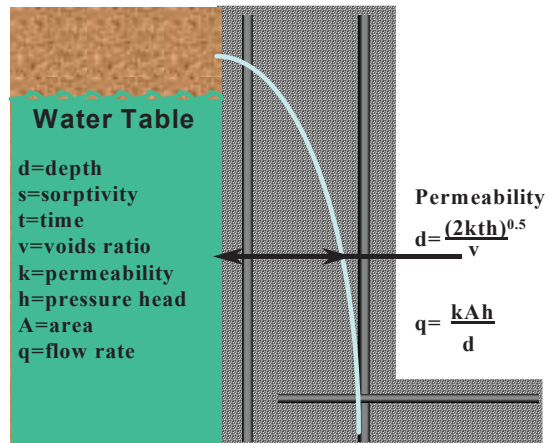 Water Table
d=depth
s=sorptivity
t=time
v=voids ratio
k=permeability
h=pressure head
A=area
q=flow rate
Permeability
d=(2kth)^0.5
v
q= kAh
d